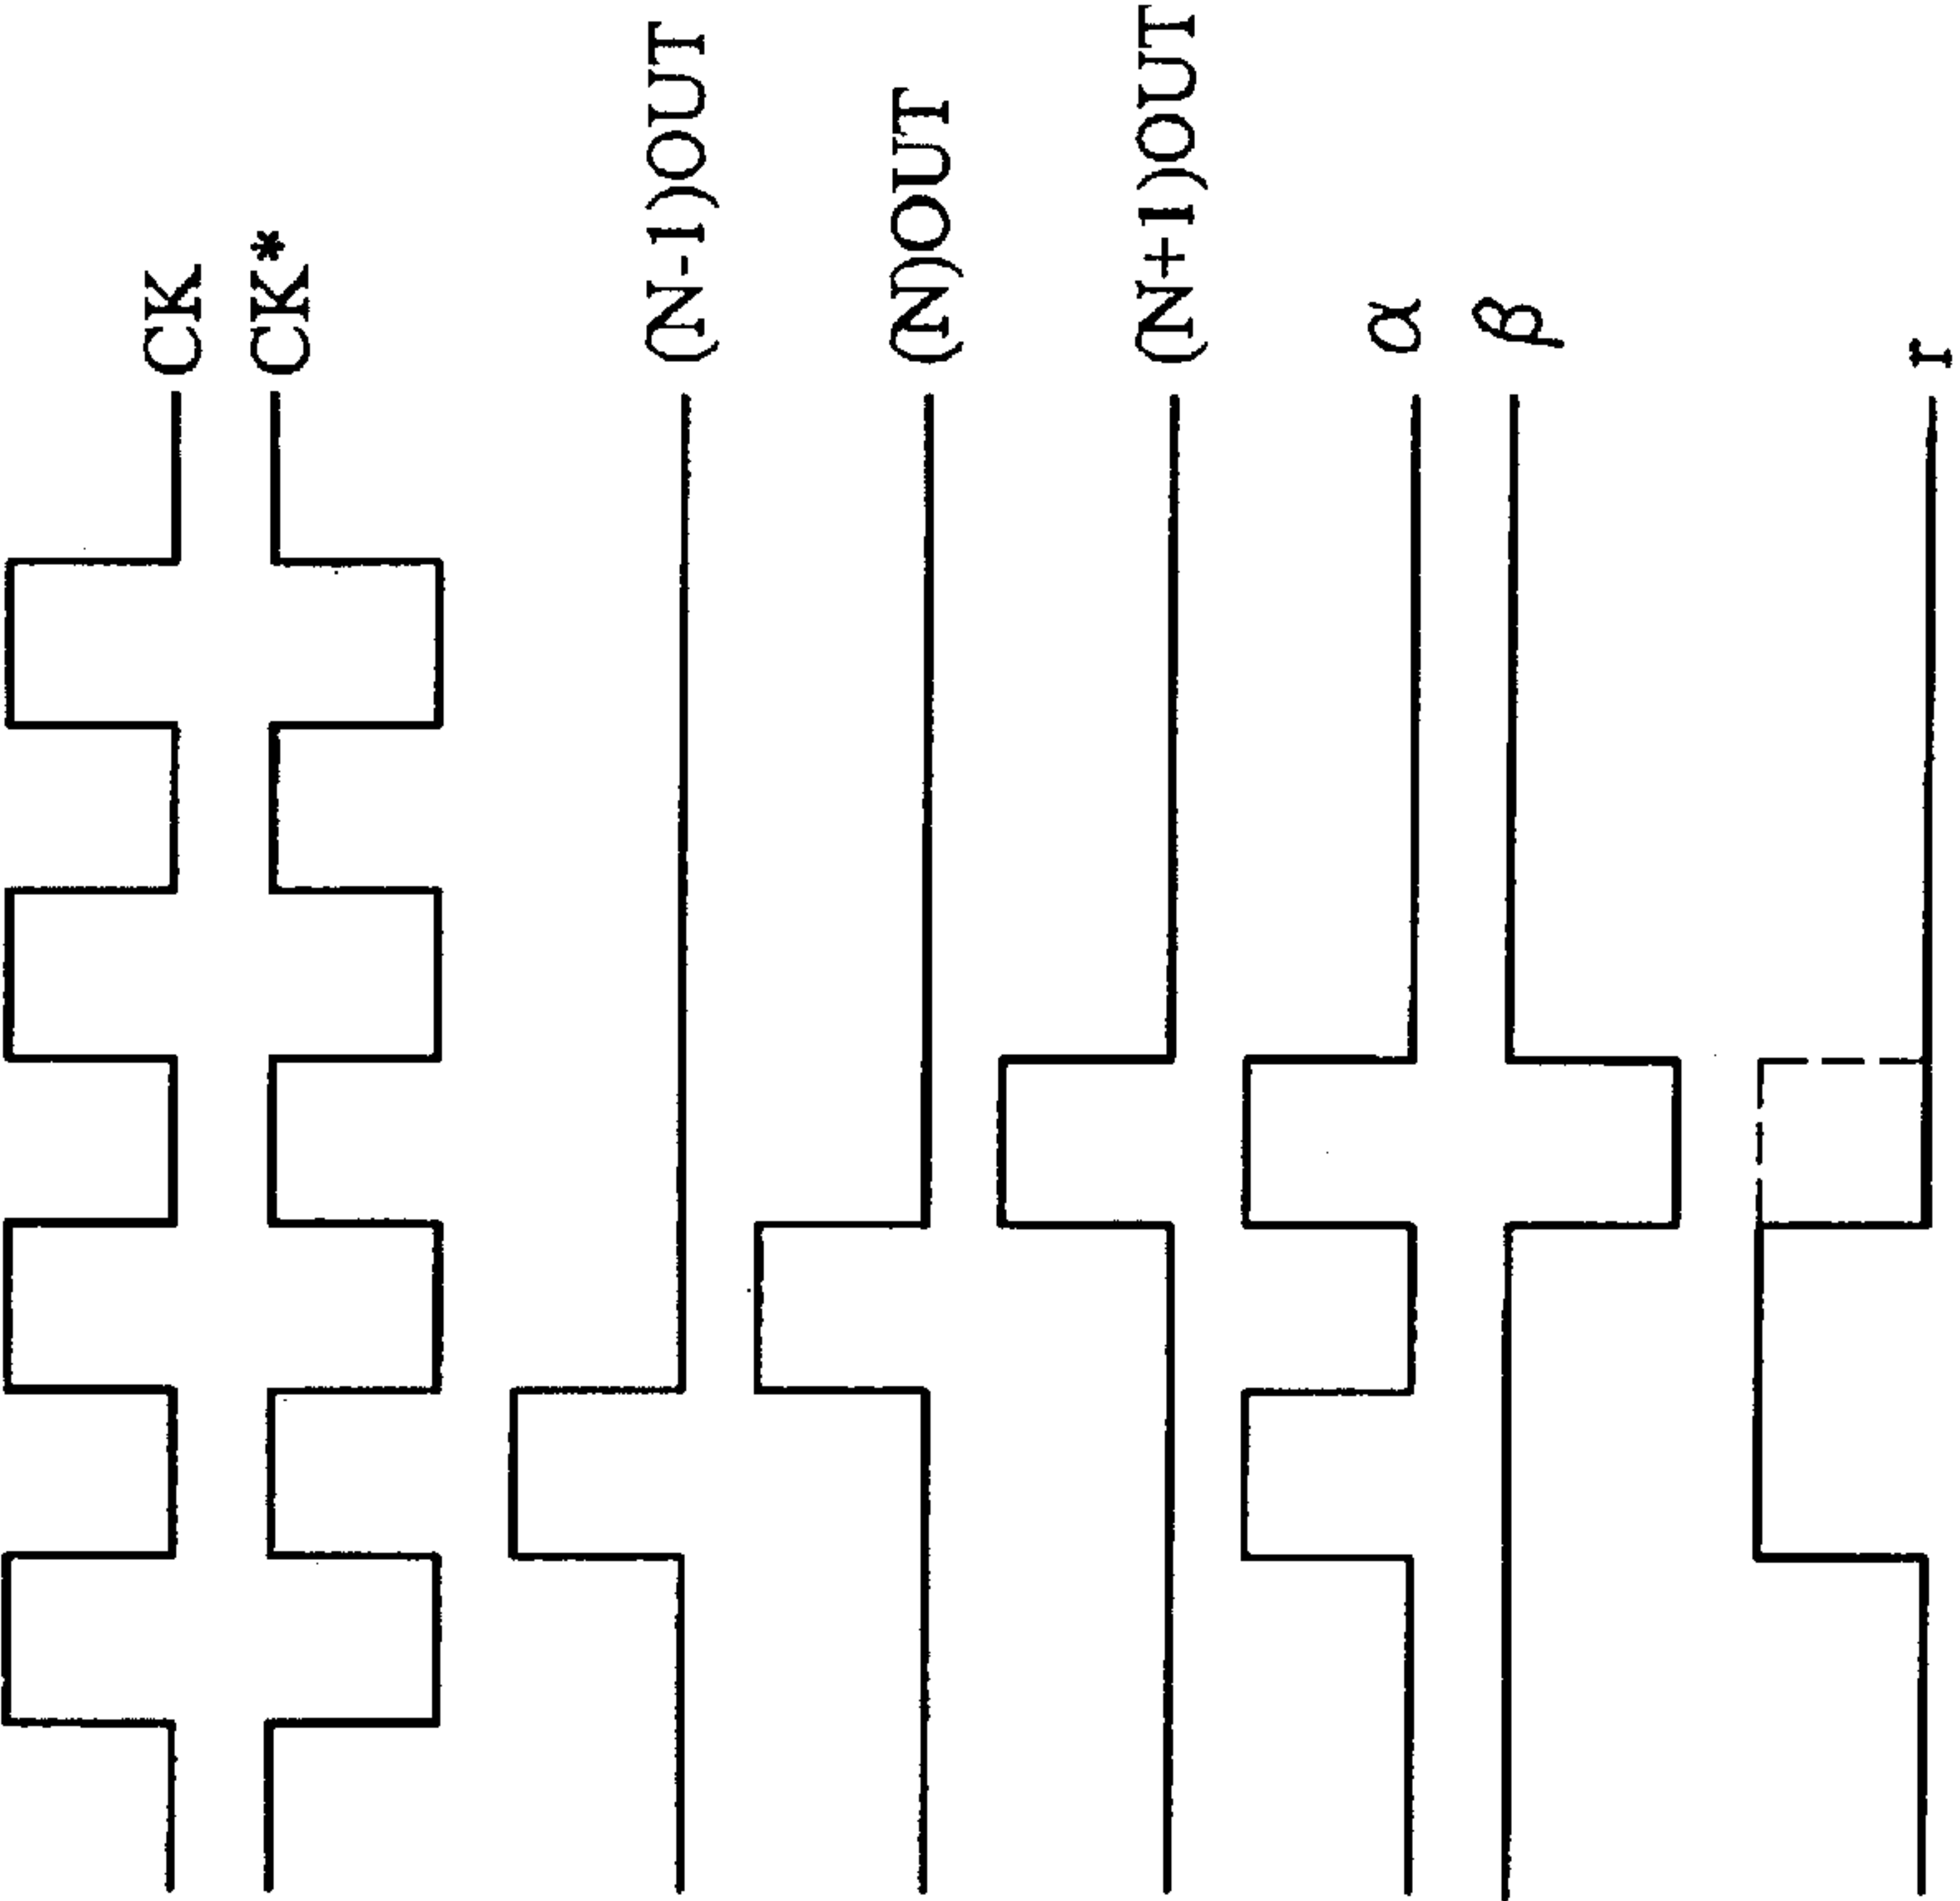 CK
CK*
(N-1)OUT
(N)OUT
(N+1)OUT
α
β
r